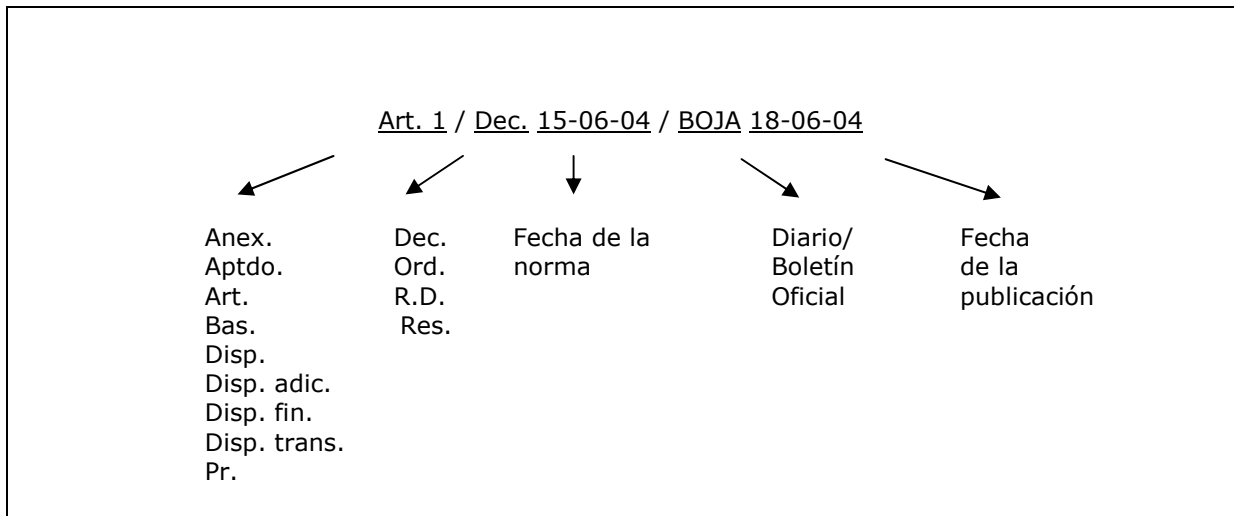 Art. 1 / Dec. 15-06-04 / BOJA 18-06-04
Anex.
Aptdo.
Art.
Bas.
Disp.
Disp. adic.
Disp. fin.
Disp. trans.
Pr.
Dec.
Ord.
R.D.
Res.
Fecha de la
norma
Diario/
Boletín
Oficial
Fecha
de la
publicación